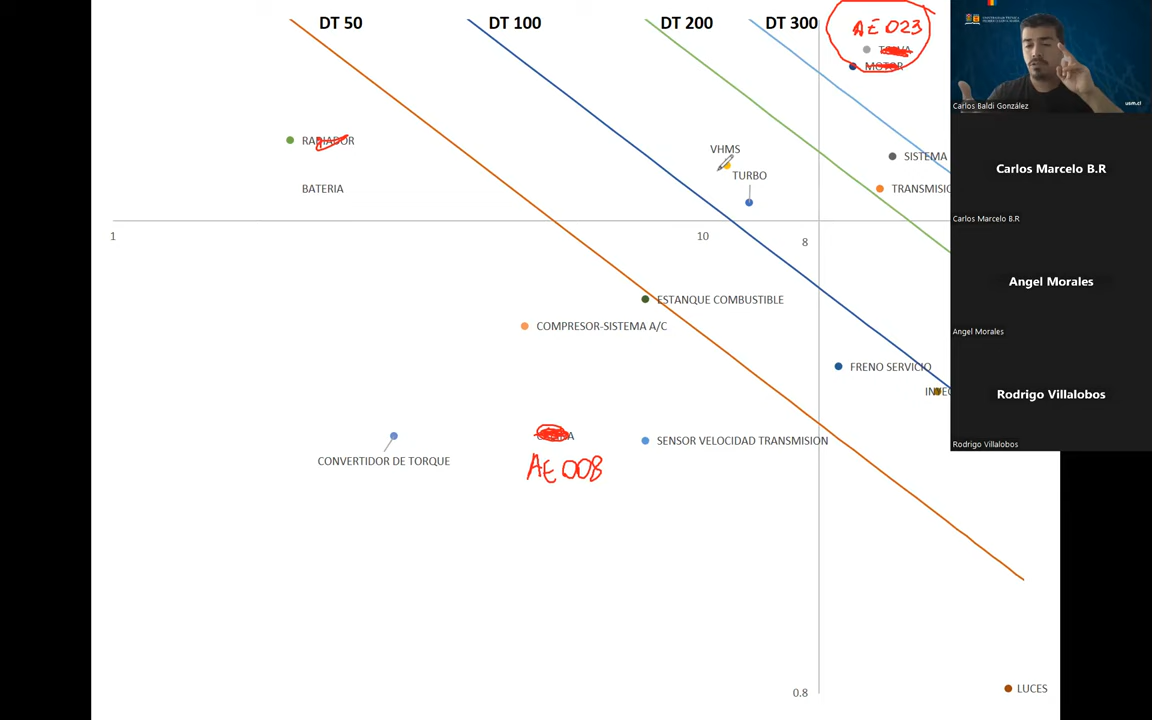 DT 50
DT 100
DT 200
DT 300
AE 023
MOTOR
RADIADOR
BATERIA
VHMS
TURBO
SISTEMA
1
10
8
ESTANQUE COMBUSTIBLE
COMPRESOR-SISTEMA A/C
FRENO SERVICIO
SENSOR VELOCIDAD TRANSMISION
CONVERTIDOR DE TORQUE
AE 008
0.8
LUCES
usm.cl
Carlos Baldi González
Carlos Marcelo B.R
Carlos Marcelo B.R
Angel Morales
Angel Morales
Rodrigo Villalobos
Rodrigo Villalobos